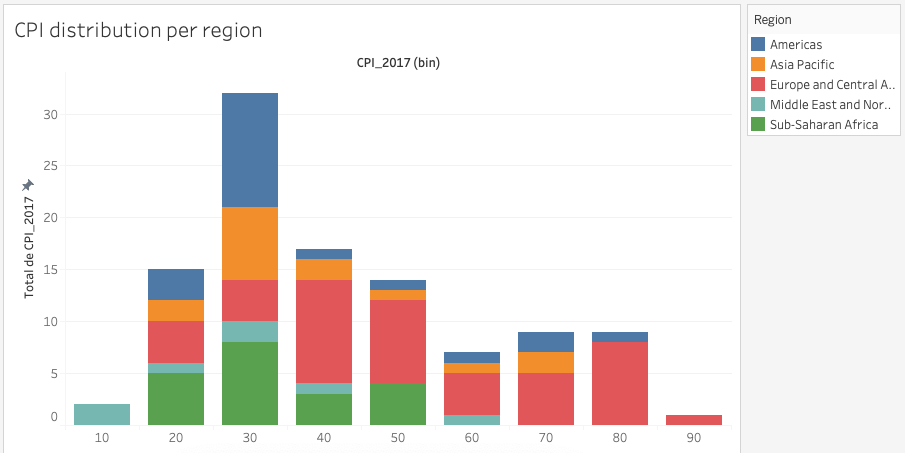 CPI distribution per region
CPI_2017 (bin)
Total de CPI_2017
30
25
20
15
10
5
0
10
20
30
40
50
60
70
80
90
Region
Americas
Asia Pacific
Europe and Central A..
Middle East and Nor..
Sub-Saharan Africa